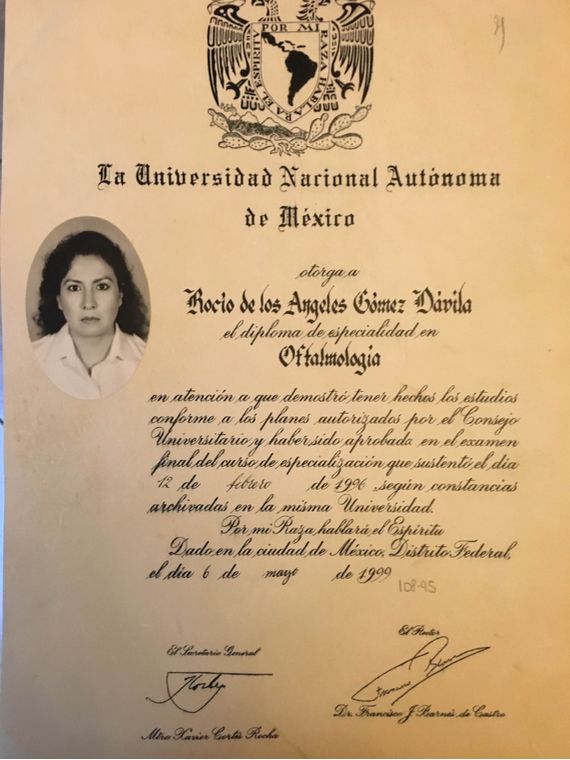 POR MI RAZA HABLARA EL ESPIRITU
La Universidad Nacional Autónoma
de México
otorga a
Rocio de los Angeles Gómez Dávila
el diploma de especialidad en
Oftalmología
en atención a que demostró tener hechos los estudios
conforme a los planes autorizados por el Consejo
Universitario y haber sido aprobada en el examen
final del curso de especialización que sustentó el día
12 de febrero de 1996, según constancias
archivadas en la misma Universidad.
Por mi Raza hablará el Espíritu
Dado en la ciudad de México, Distrito Federal,
el día 6 de mayo de 1999
108-95
El Rector
El Secretario General
Dr. Francisco J. Barnés de Castro
Mtro Xavier Cortés Rocha